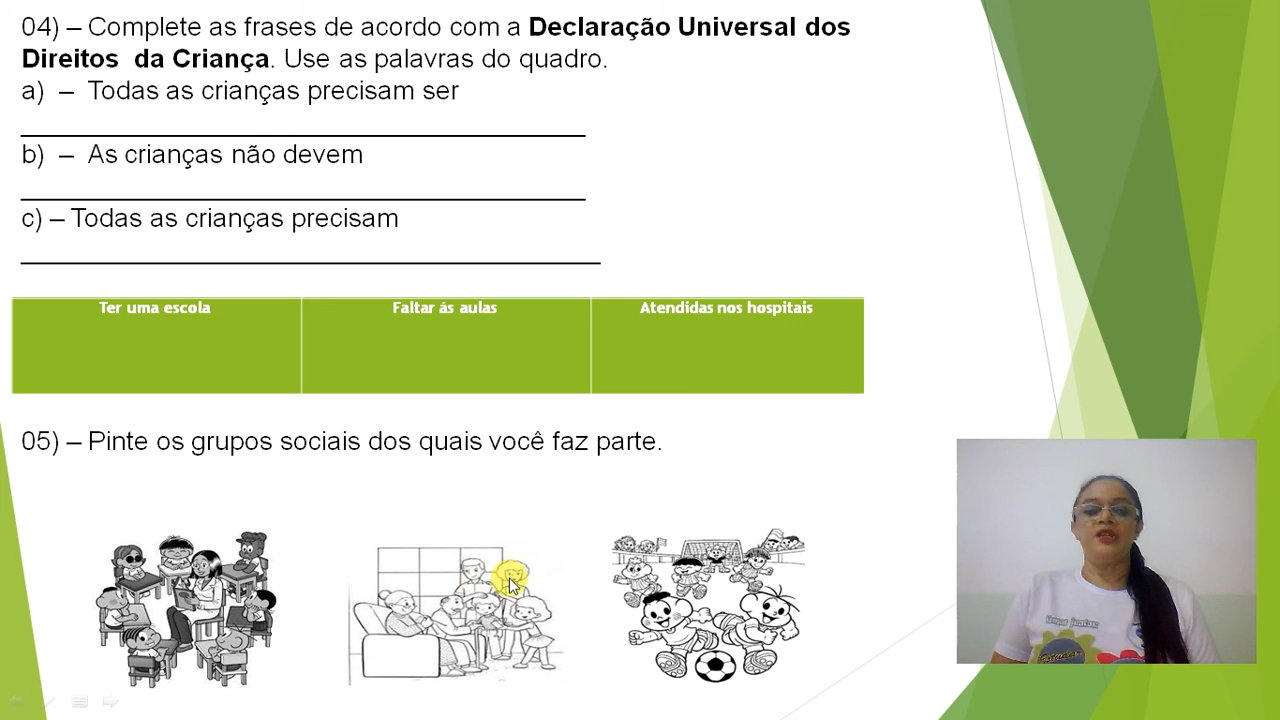 04) – Complete as frases de acordo com a Declaração Universal dos
Direitos da Criança. Use as palavras do quadro.
a) – Todas as crianças precisam ser
b) – As crianças não devem
c) – Todas as crianças precisam
Ter uma escola
Faltar ás aulas
Atendidas nos hospitais
05) – Pinte os grupos sociais dos quais você faz parte.
juntos